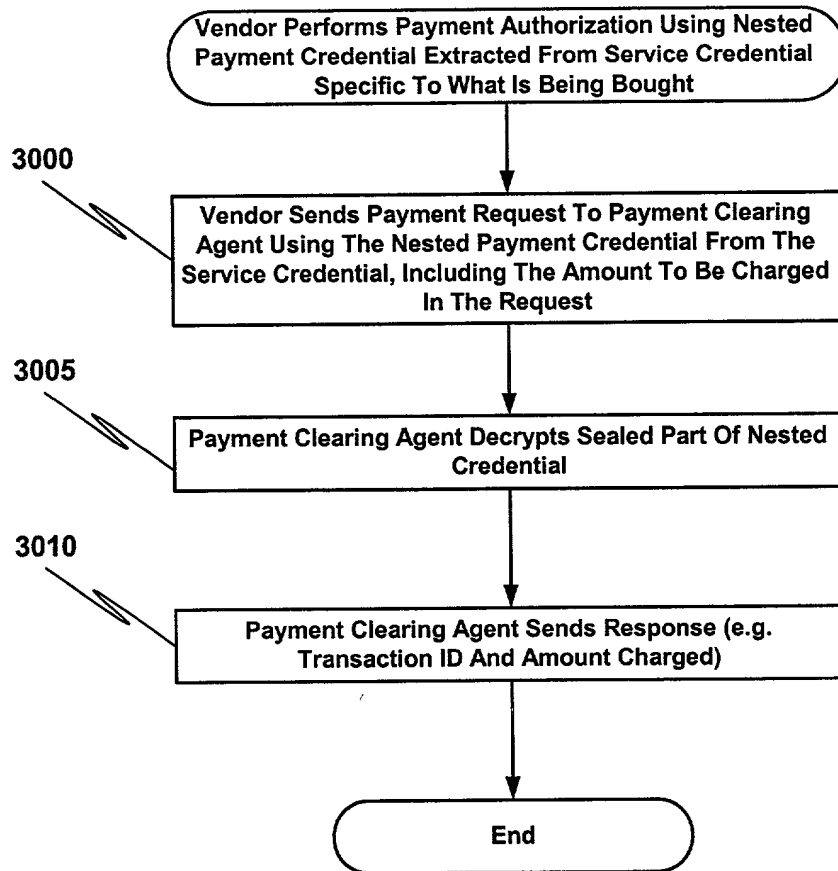 Vendor Performs Payment Authorization Using Nested
Payment Credential Extracted From Service Credential
Specific To What Is Being Bought
3000
Vendor Sends Payment Request To Payment Clearing
Agent Using The Nested Payment Credential From The
Service Credential, Including The Amount To Be Charged
In The Request
3005
Payment Clearing Agent Decrypts Sealed Part Of Nested
Credential
3010
Payment Clearing Agent Sends Response (e.g.
Transaction ID And Amount Charged)
End